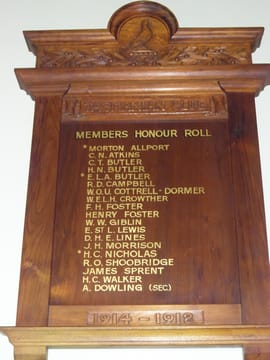 MEMBERS HONOUR ROLL
* MORTON ALLPORT
C. N. ATKINS
C. T. BUTLER
H. N. BUTLER
* E. L. A. BUTLER
R. D. CAMPBELL
W. O. U. COTTRELL-DORMER
W. E. L. H. CROWTHER
F. H. FOSTER
HENRY FOSTER
W. W. GIBLIN
E. ST L. LEWIS
D. H. E. LINES
J. H. MORRISON
* H. C. NICHOLAS
R. O. SHOOBRIDGE
JAMES SPRENT
H. C. WALKER
A. DOWLING (SEC)
1914-1918